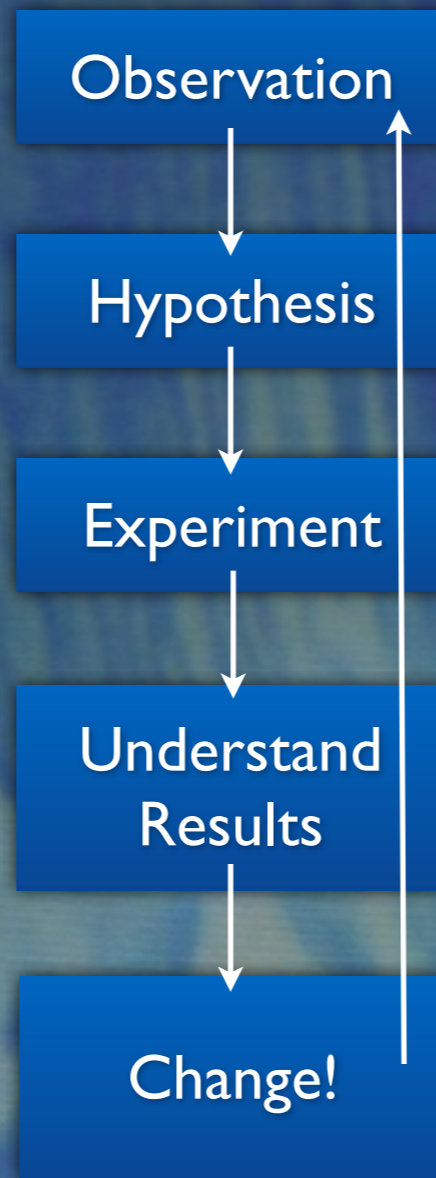 Observation
Hypothesis
Experiment
Understand
Results
Change!